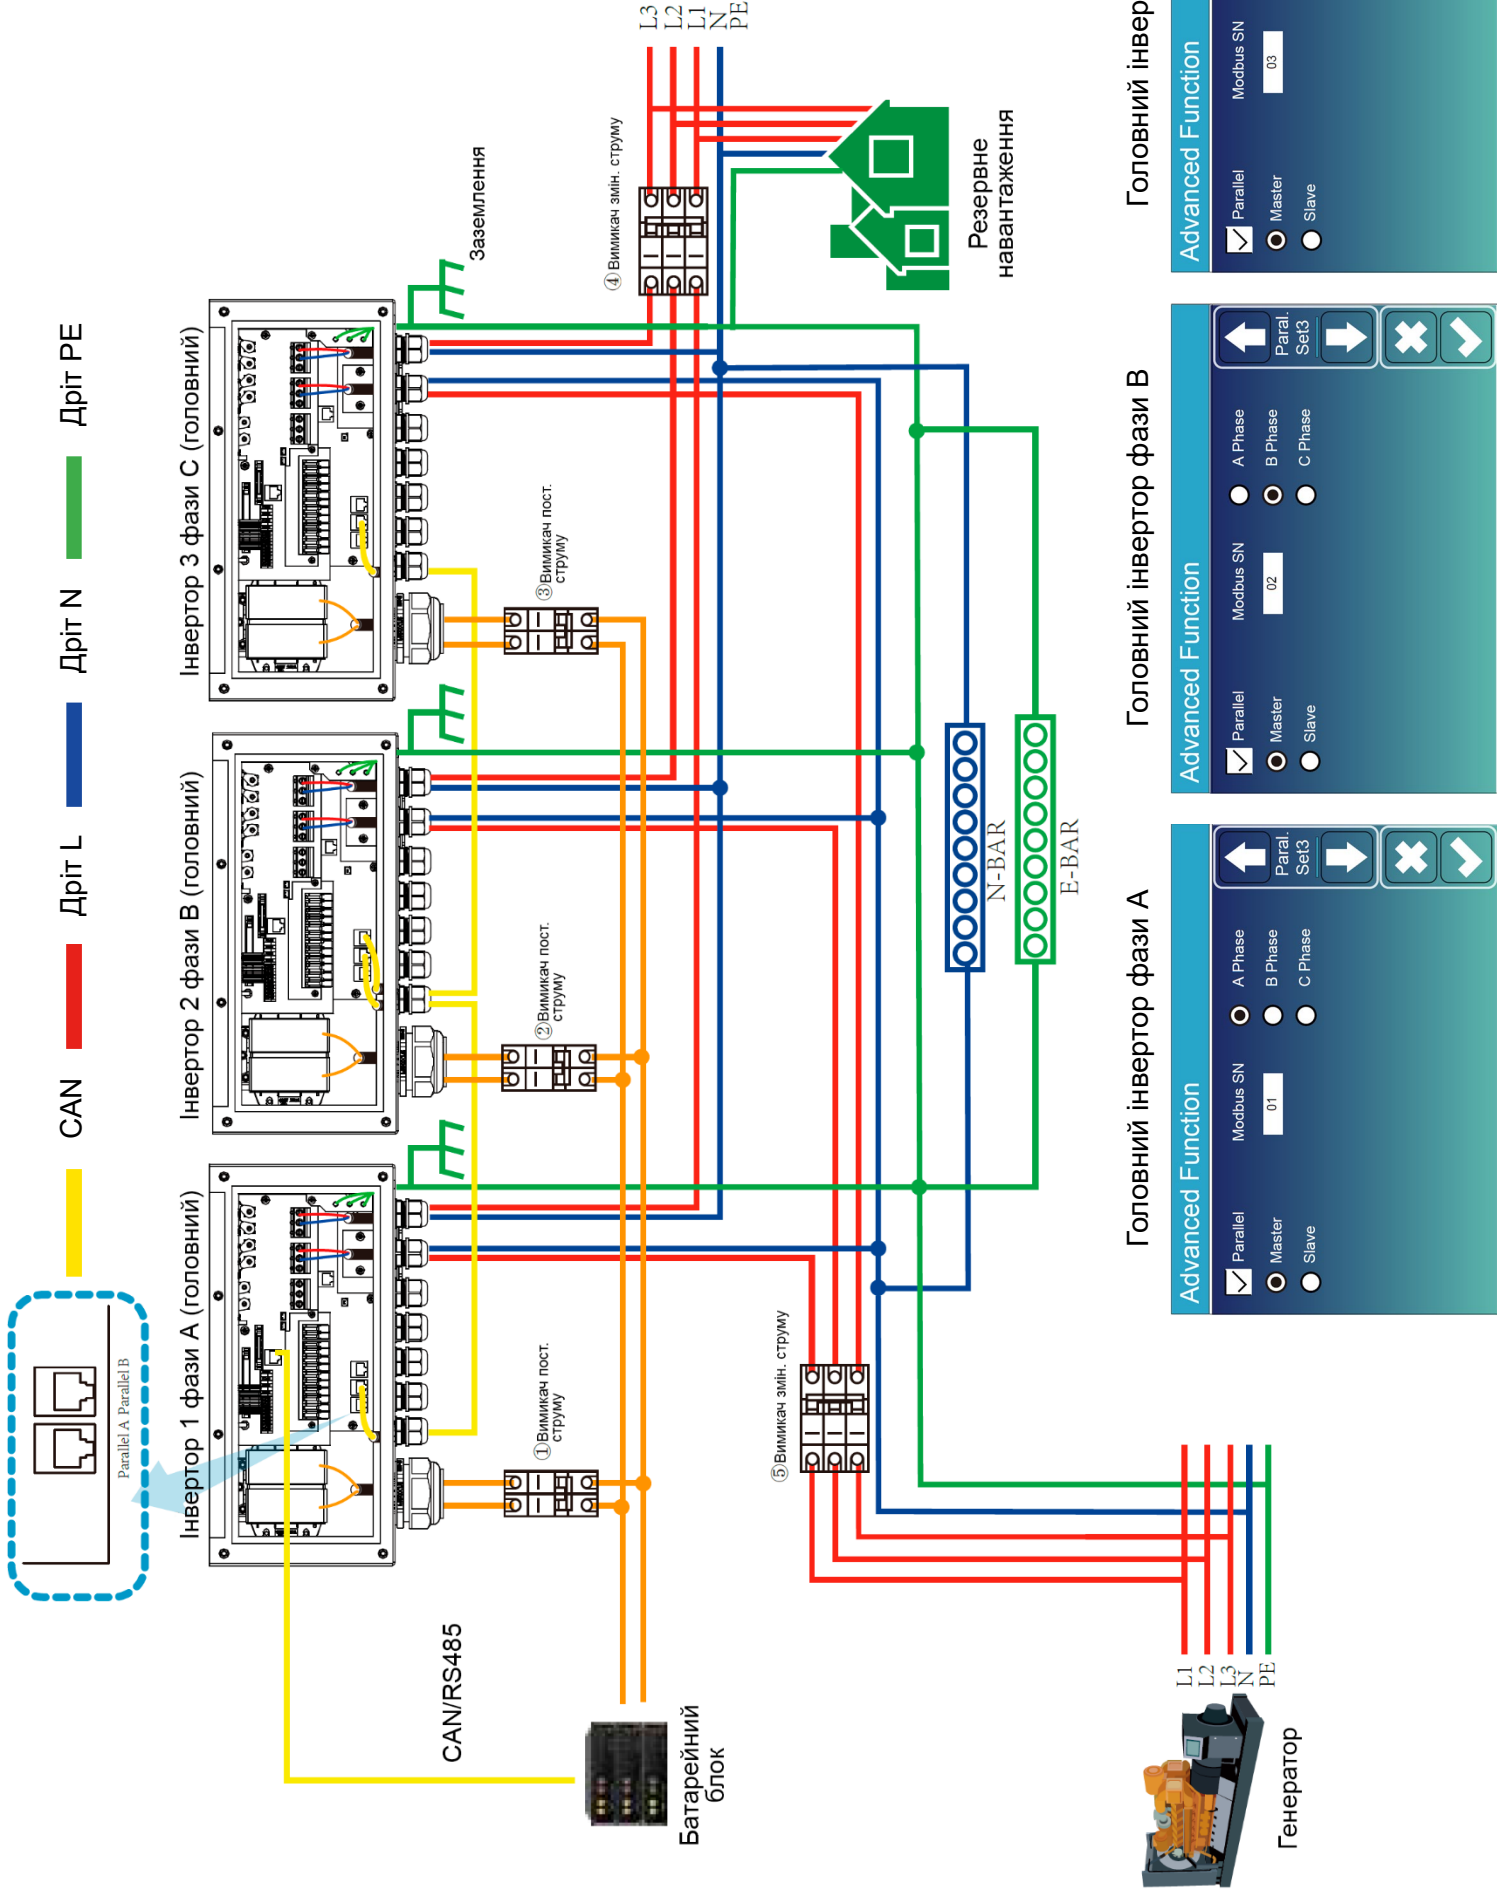 CAN
Дріт L
Дріт N
Дріт PE
Parallel A Parallel B
Інвертор 1 фази A (головний)
Інвертор 2 фази B (головний)
Інвертор 3 фази C (головний)
Заземлення
CAN/RS485
Батарейний
блок
①Вимикач пост.
струму
②Вимикач пост.
струму
③Вимикач пост.
струму
④Вимикач змін. струму
L3
L2
L1
N
PE
Резервне
навантаження
⑤Вимикач змін. струму
N-BAR
E-BAR
L1
L2
L3
N
PE
Генератор
Головний інвертор фази A
Advanced Function
Parallel
Modbus SN
A Phase
Master
01
B Phase
Slave
C Phase
Paral.
Set3
Головний інвертор фази B
Advanced Function
Parallel
Modbus SN
A Phase
Master
02
B Phase
Slave
C Phase
Paral.
Set3
Головний інвер
Advanced Function
Parallel
Modbus SN
Master
03
Slave